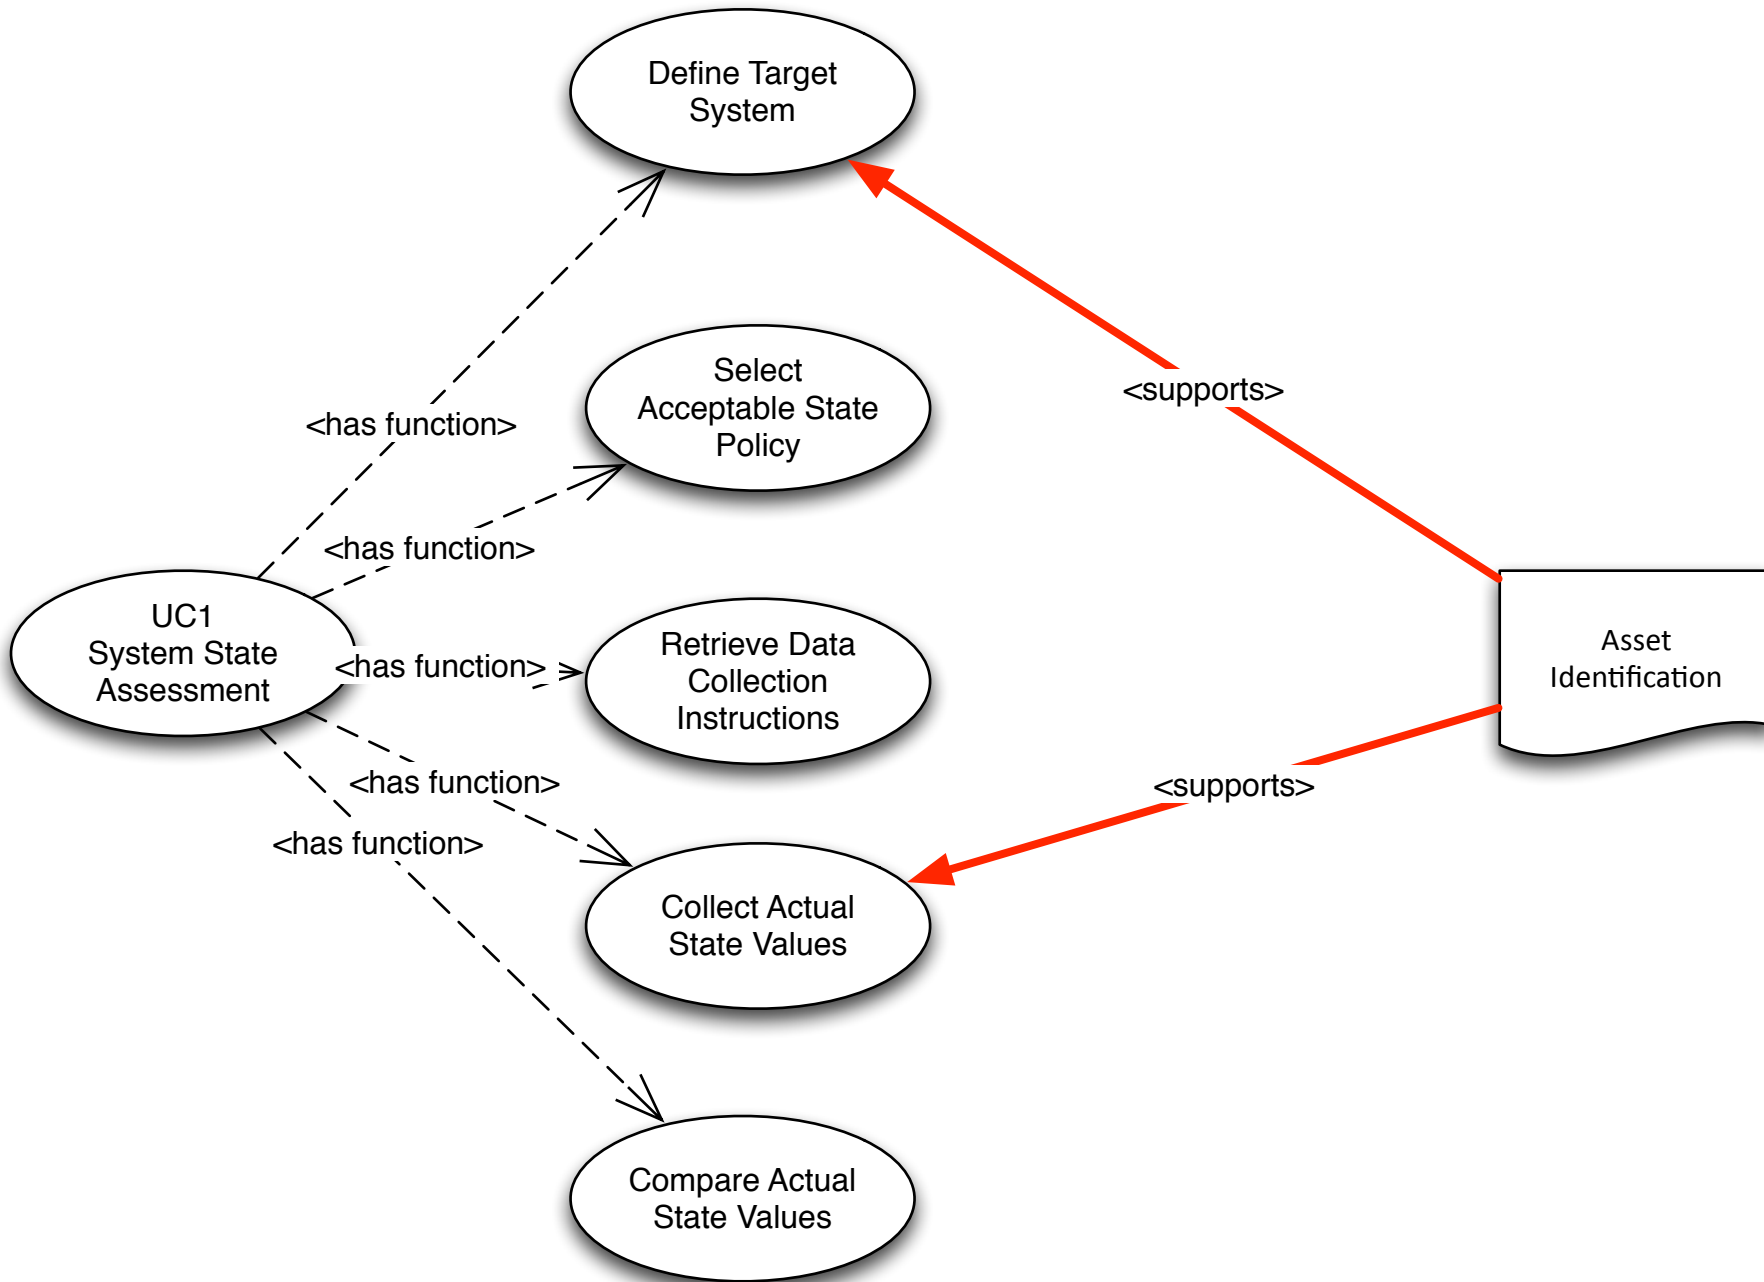 Define Target
System
<supports>
Select
Acceptable State
Policy
<has function>
<has function>
UC1
System State
Assessment
<has function>
Retrieve Data
Collection
Instructions
Asset
Identification
<has function>
<supports>
<has function>
Collect Actual
State Values
Compare Actual
State Values